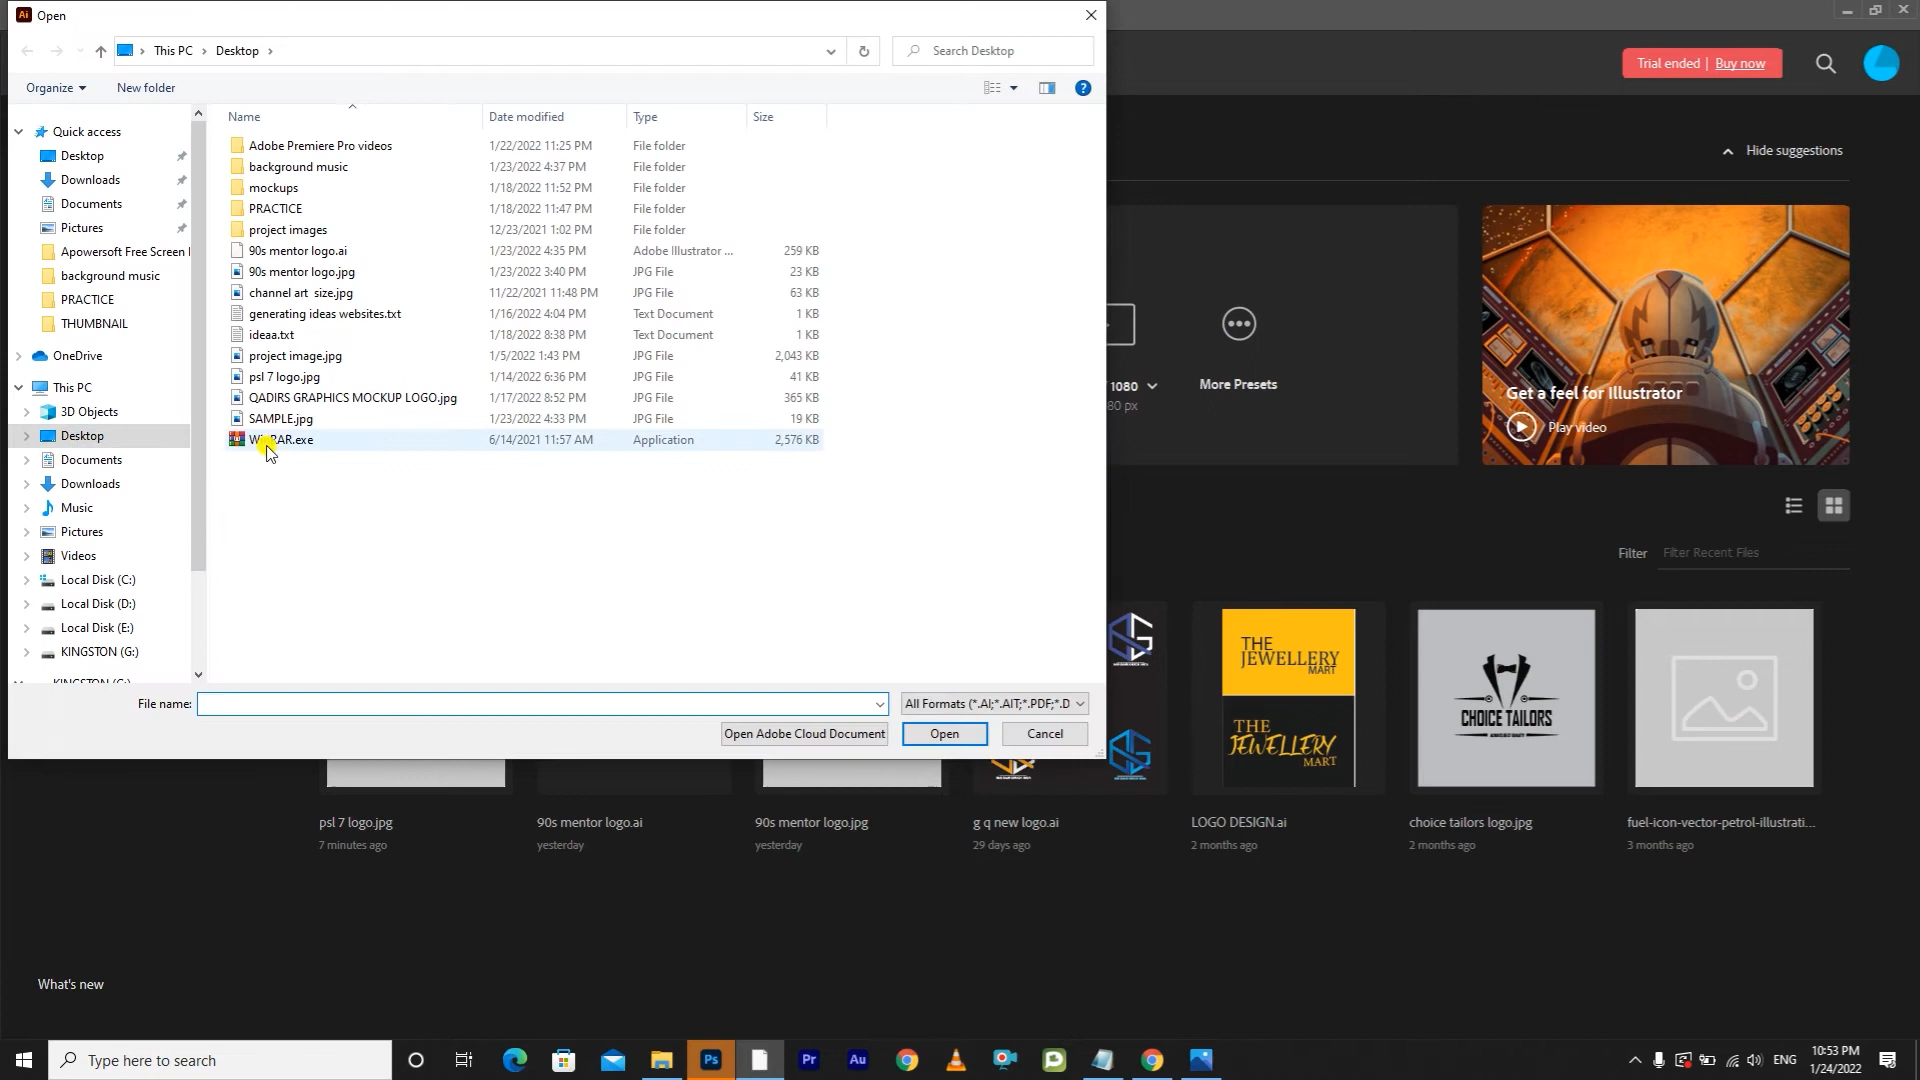 Ai Open
This PC > Desktop >
Search Desktop
Organize
New folder
Name Date modified Type Size
Quick access
Desktop
Downloads
Documents
Pictures
Apowersoft Free Screen
background music
PRACTICE
THUMBNAIL
OneDrive
This PC
3D Objects
Desktop
Documents
Downloads
Music
Pictures
Videos
Local Disk (C:)
Local Disk (D:)
Local Disk (E:)
KINGSTON (G:)
Adobe Premiere Pro videos 1/22/2022 11:25 PM File folder
background music 1/23/2022 4:37 PM File folder
mockups 1/18/2022 11:52 PM File folder
PRACTICE 1/18/2022 11:47 PM File folder
project images 12/23/2021 1:02 PM File folder
90s mentor logo.ai 1/23/2022 4:35 PM Adobe Illustrator ... 259 KB
90s mentor logo.jpg 1/23/2022 3:40 PM JPG File 23 KB
channel art size.jpg 11/22/2021 11:48 PM JPG File 63 KB
generating ideas websites.txt 1/16/2022 4:04 PM Text Document 1 KB
ideaa.txt 1/18/2022 8:38 PM Text Document 1 KB
project image.jpg 1/5/2022 1:43 PM JPG File 2,043 KB
psl 7 logo.jpg 1/14/2022 6:36 PM JPG File 41 KB
QADIRS GRAPHICS MOCKUP LOGO.jpg 1/17/2022 8:52 PM JPG File 365 KB
SAMPLE.jpg 1/23/2022 4:33 PM JPG File 19 KB
WinRAR.exe 6/14/2021 11:57 AM Application 2,576 KB
File name:
All Formats (*.AI;*.AIT;*.PDF;*.D
Open Adobe Cloud Document
Open
Cancel
Trial ended | Buy now
Hide suggestions
1080
80 px
More Presets
Get a feel for Illustrator
Play video
Filter Filter Recent Files
THE
JEWELLERY
MART
THE
JEWELLERY
MART
CHOICE TAILORS
psl 7 logo.jpg
7 minutes ago
90s mentor logo.ai
yesterday
90s mentor logo.jpg
yesterday
g q new logo.ai
29 days ago
LOGO DESIGN.ai
2 months ago
choice tailors logo.jpg
2 months ago
fuel-icon-vector-petrol-illustrati...
3 months ago
What's new
Type here to search
Ps
Pr
Au
ENG
10:53 PM
1/24/2022